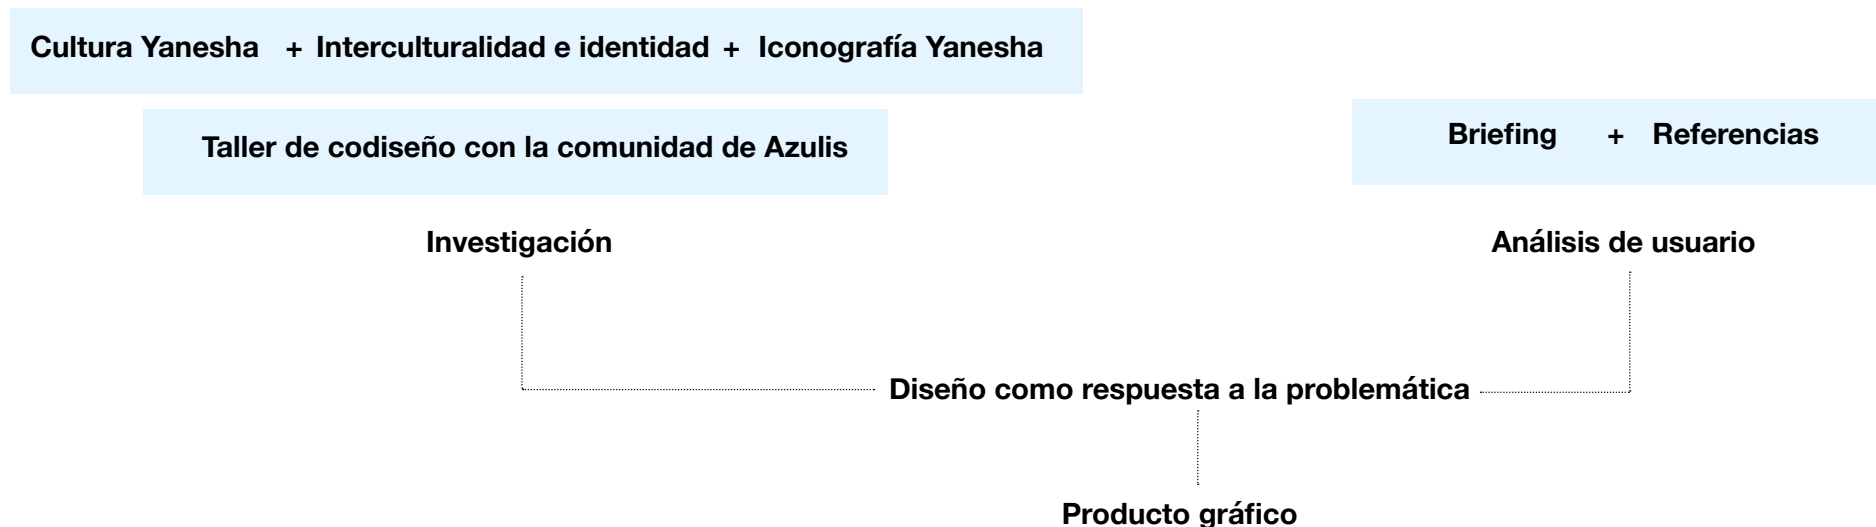 Cultura Yanesha + Interculturalidad e identidad + Iconografía Yanesha
Taller de codiseño con la comunidad de Azulis
Briefing + Referencias
Investigación
Análisis de usuario
Diseño como respuesta a la problemática
Producto gráfico